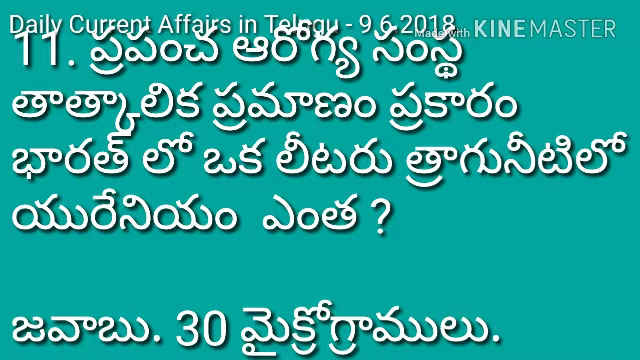 Daily Current Affairs in Telugu - 9.6.2018
Made with KINEMASTER
11. ప్రపంచ ఆరోగ్య సంస్థ
తాత్కాలిక ప్రమాణం ప్రకారం
భారత్ లో ఒక లీటరు త్రాగునీటిలో
యురేనియం ఎంత ?
జవాబు. 30 మైక్రోగ్రాములు.